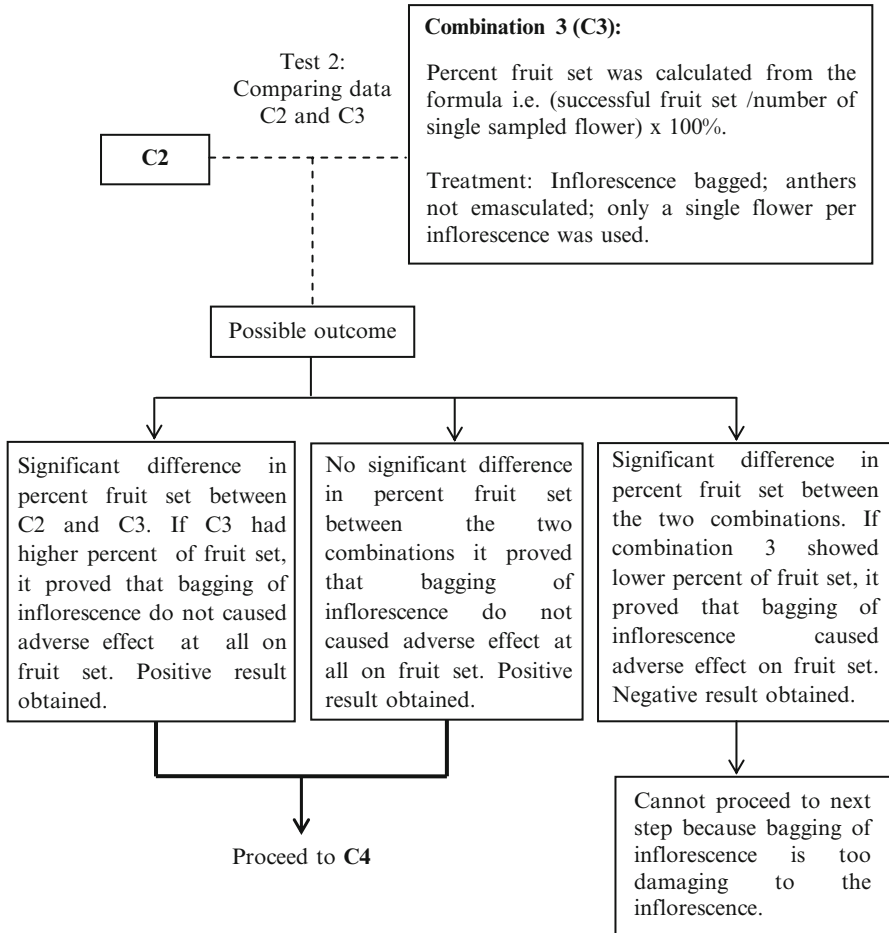 Combination 3 (C3):
Percent fruit set was calculated from the
formula i.e. (successful fruit set /number of
single sampled flower) x 100%.
Treatment: Inflorescence bagged; anthers
not emasculated; only a single flower per
inflorescence was used.
Test 2:
Comparing data
C2 and C3
C2
Possible outcome
Significant difference in
percent fruit set between
C2 and C3. If C3 had
higher percent of fruit set,
it proved that bagging of
inflorescence do not caused
adverse effect at all on
fruit set. Positive result
obtained.
No significant difference
in percent fruit set
between the two
combinations it proved
that bagging of
inflorescence do not
caused adverse effect at
all on fruit set. Positive
result obtained.
Significant difference in
percent fruit set between
the two combinations. If
combination 3 showed
lower percent of fruit set, it
proved that bagging of
inflorescence caused
adverse effect on fruit set.
Negative result obtained.
Proceed to C4
Cannot proceed to next
step because bagging of
inflorescence is too
damaging to the
inflorescence.